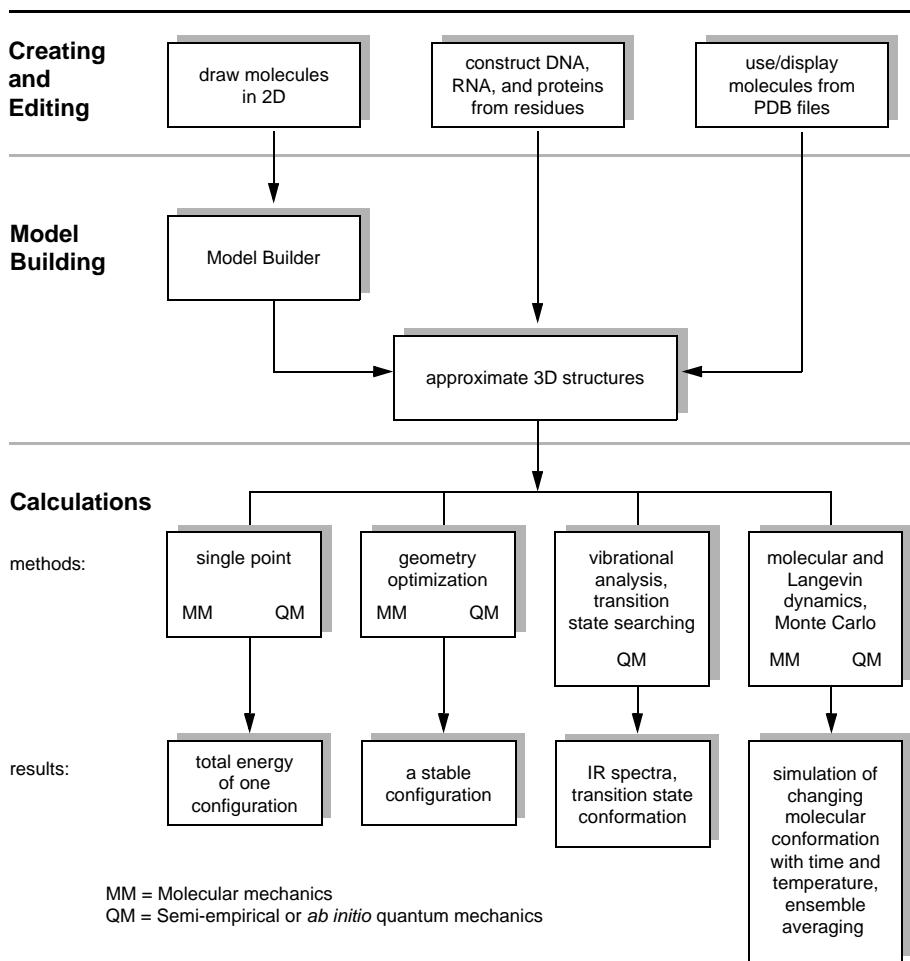 Creating
and
Editing
draw molecules
in 2D
construct DNA,
RNA, and proteins
from residues
use/display
molecules from
PDB files
Model
Building
Model Builder
approximate 3D structures
Calculations
methods:
single point
MM QM
geometry
optimization
MM QM
vibrational
analysis,
transition
state searching
QM
molecular and
Langevin
dynamics,
Monte Carlo
MM QM
results:
total energy
of one
configuration
a stable
configuration
IR spectra,
transition state
conformation
simulation of
changing
molecular
conformation
with time and
temperature,
ensemble
averaging
MM = Molecular mechanics
QM = Semi-empirical or ab initio quantum mechanics